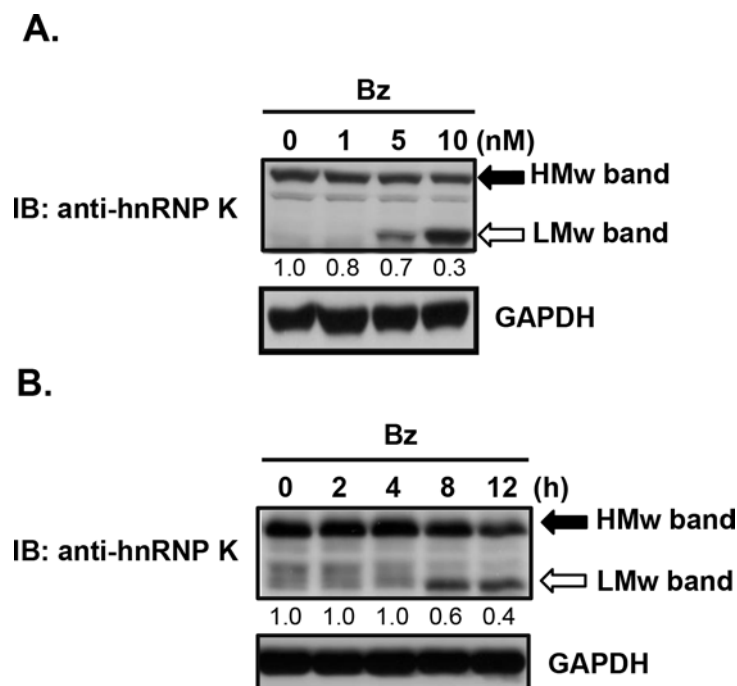 A.
Bz
0 1 5 10 (nM)
HMw band
IB: anti-hnRNP K
LMw band
1.0 0.8 0.7 0.3
GAPDH
B.
Bz
0 2 4 8 12 (h)
HMw band
IB: anti-hnRNP K
LMw band
1.0 1.0 1.0 0.6 0.4
GAPDH